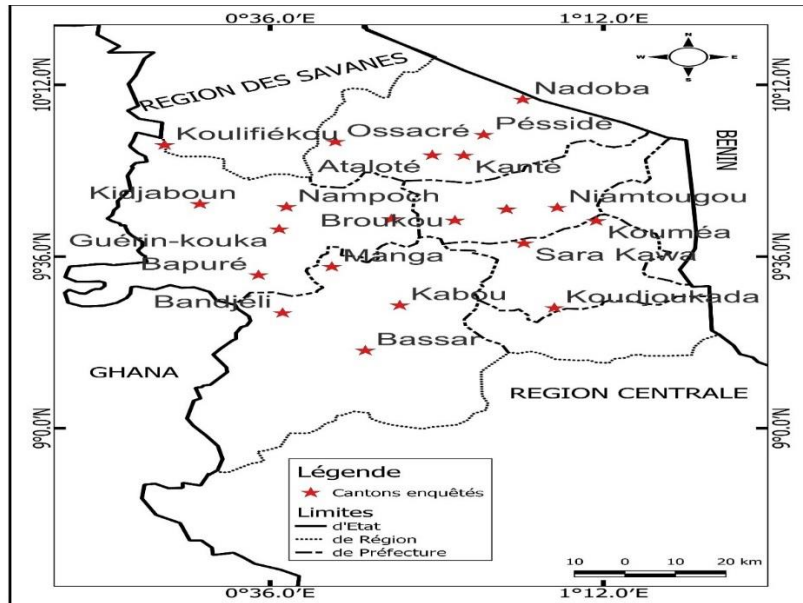 0°36.0'E 1°12.0'E
N
W E
S
10°12.0'N 10°12.0'N
REGION DES SAVANES
Nadoba
BENIN
Koulifiékou Ossacré Pésside
Ataloté Kantè
Kidjaboun Nampoch Niamtougou
Broukou Kouméa
Guérin-kouka
9°36.0'N Bapuré Manga Sara Kawa 9°36.0'N
Bandjéli Kabou Koudjoukada
Bassar
GHANA
REGION CENTRALE
9°0.0'N 9°0.0'N
Légende
Cantons enquêtés
Limites
d'Etat
de Région
de Préfecture
10 0 10 20 km
0°36.0'E 1°12.0'E